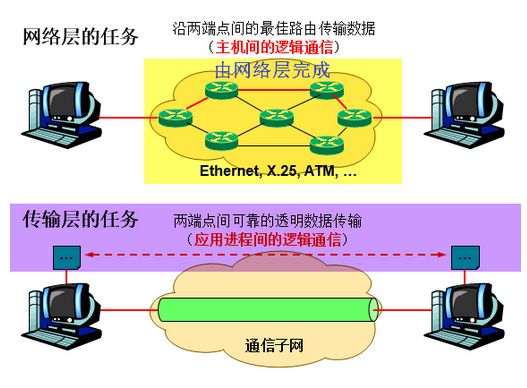 网络层的任务
沿两端点间的最佳路由传输数据
（主机间的逻辑通信）
由网络层完成
Ethernet, X.25, ATM, …
传输层的任务
两端点间可靠的透明数据传输
（应用进程间的逻辑通信）
... ...
通信子网